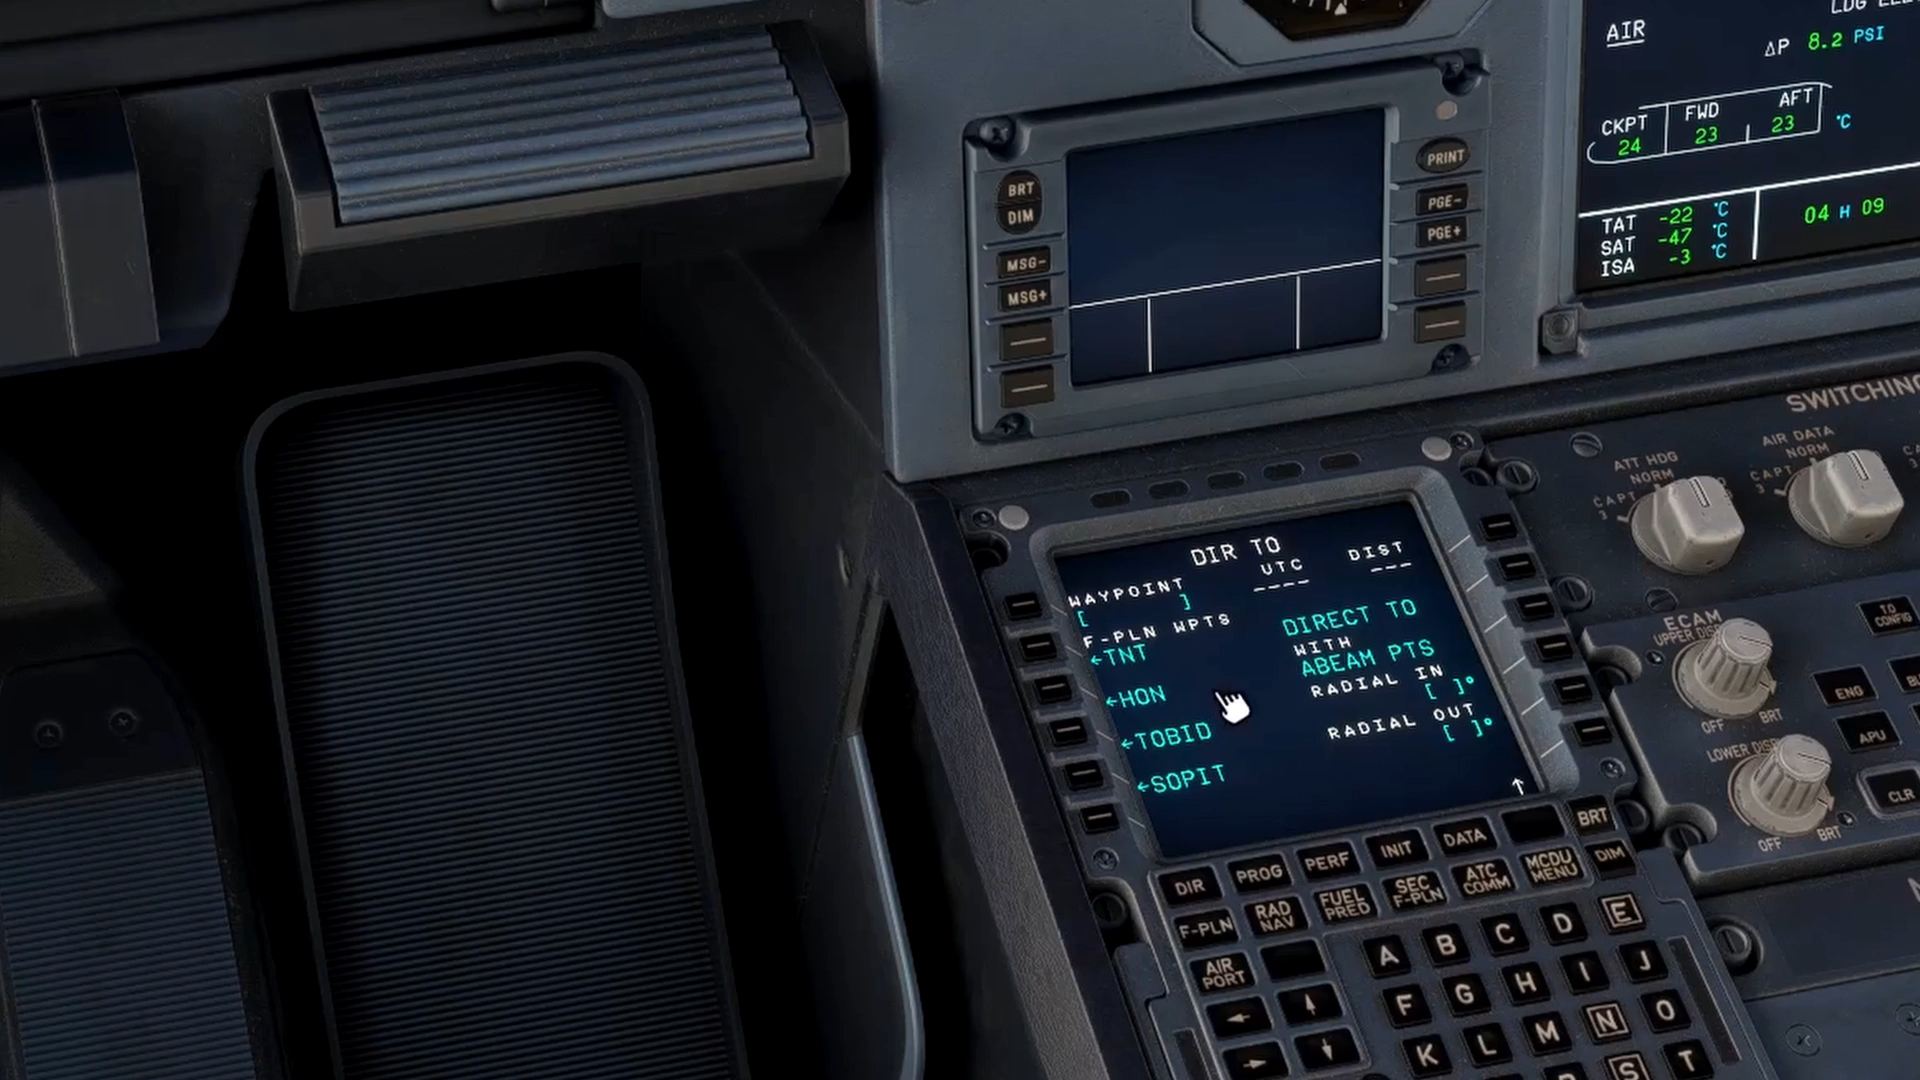 AIR
ΔP 8.2 PSI
CKPT FWD AFT
24 23 23 °C
TAT -22 °C
SAT -47 °C
ISA -3 °C
04 H 09
BRT
DIM
MSG-
MSG+
PRINT
PGE-
PGE+
SWITCHING
ATT HDG
NORM
CAPT
3
AIR DATA
NORM
CAPT
3
DIR TO
WAYPOINT UTC DIST
[ ] ---- ---
F-PLN WPTS DIRECT TO
←TNT WITH
ABEAM PTS
←HON RADIAL IN
[ ]°
←TOBID RADIAL OUT
[ ]°
←SOPIT
↑
ECAM
UPPER DISP
OFF BRT
LOWER DISP
OFF BRT
TO
CONFIG
ENG
APU
CLR
DIR PROG PERF INIT DATA BRT
F-PLN RAD
NAV FUEL
PRED SEC
F-PLN ATC
COMM MCDU
MENU DIM
AIR
PORT
← ↑
→ ↓
A B C D E
F G H I J
K L M N O
S T